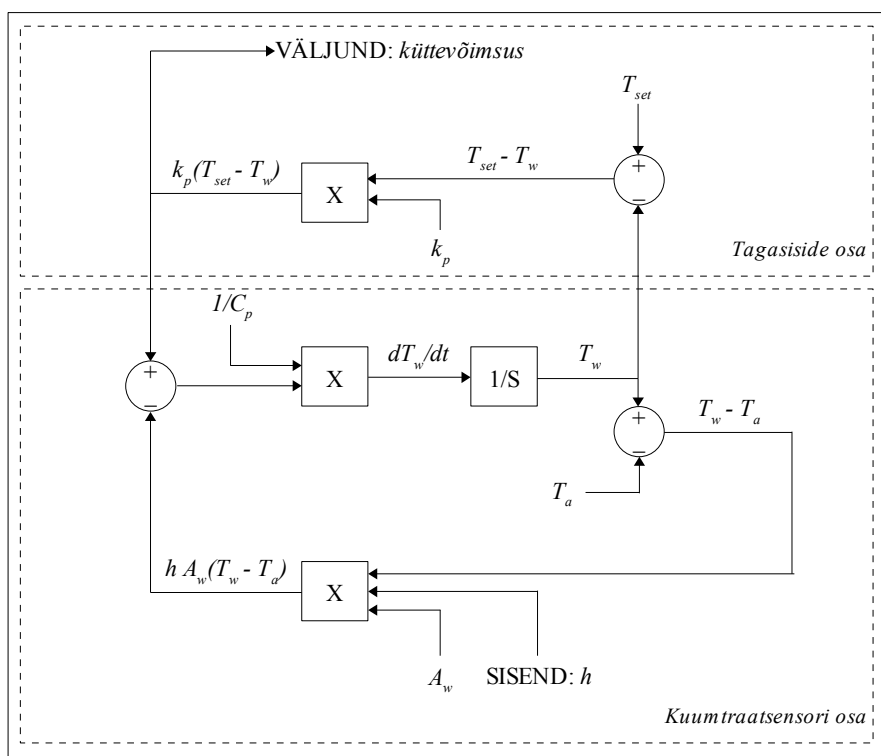 VÄLJUND: küttevõimsus
T_set
k_p(T_set - T_w)
T_set - T_w
+
−
X
k_p
Tagasiside osa
1/C_p
+
−
X
dT_w/dt
1/S
T_w
+
−
T_w - T_a
T_a
h A_w(T_w - T_a)
X
A_w
SISEND: h
Kuumtraatsensori osa